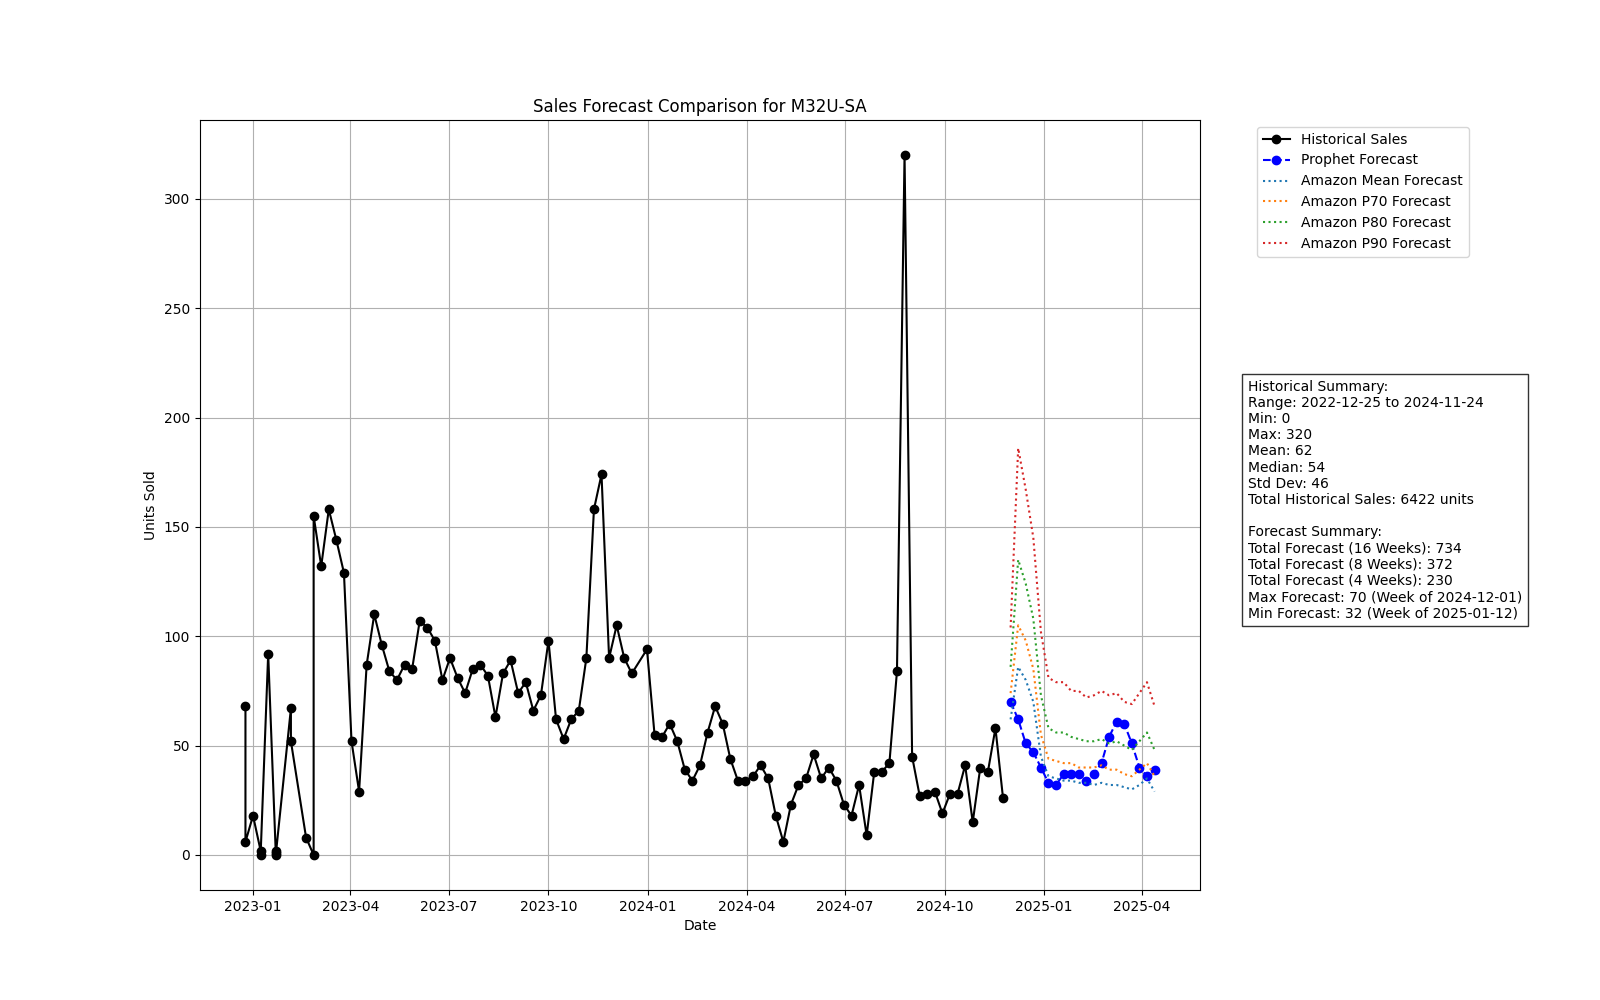 Sales Forecast Comparison for M32U-SA
Historical Sales
Prophet Forecast
Amazon Mean Forecast
Amazon P70 Forecast
Amazon P80 Forecast
Amazon P90 Forecast
300
250
200
150
100
50
0
Units Sold
2023-01
2023-04
2023-07
2023-10
2024-01
2024-04
2024-07
2024-10
2025-01
2025-04
Date
Historical Summary:
Range: 2022-12-25 to 2024-11-24
Min: 0
Max: 320
Mean: 62
Median: 54
Std Dev: 46
Total Historical Sales: 6422 units
Forecast Summary:
Total Forecast (16 Weeks): 734
Total Forecast (8 Weeks): 372
Total Forecast (4 Weeks): 230
Max Forecast: 70 (Week of 2024-12-01)
Min Forecast: 32 (Week of 2025-01-12)